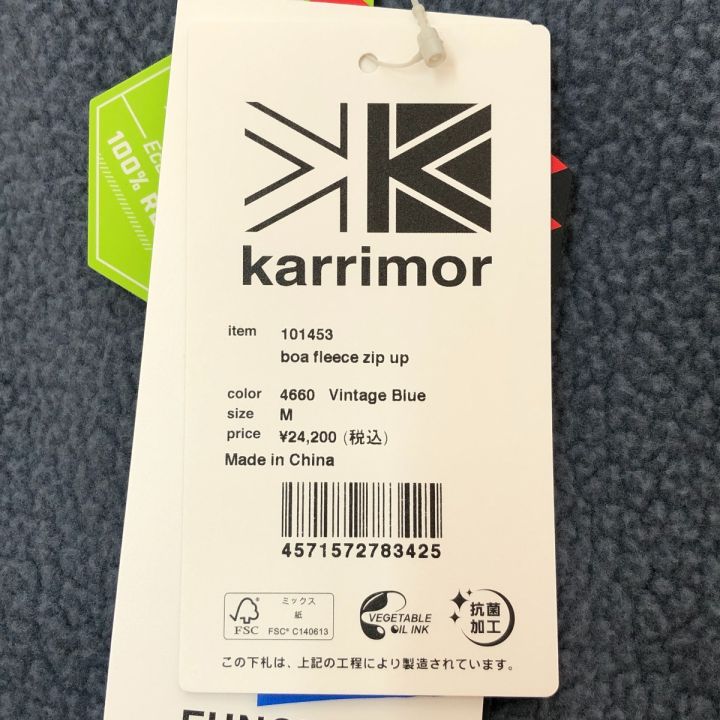 100%
karrimor
item 101453
boa fleece zip up
color 4660 Vintage Blue
size M
price ¥24,200 (税込)
Made in China
4571572783425
FSC
ミックス
紙
FSC® C140613
VEGETABLE
OIL INK
抗菌
加工
この下札は、上記の工程により製造されています。